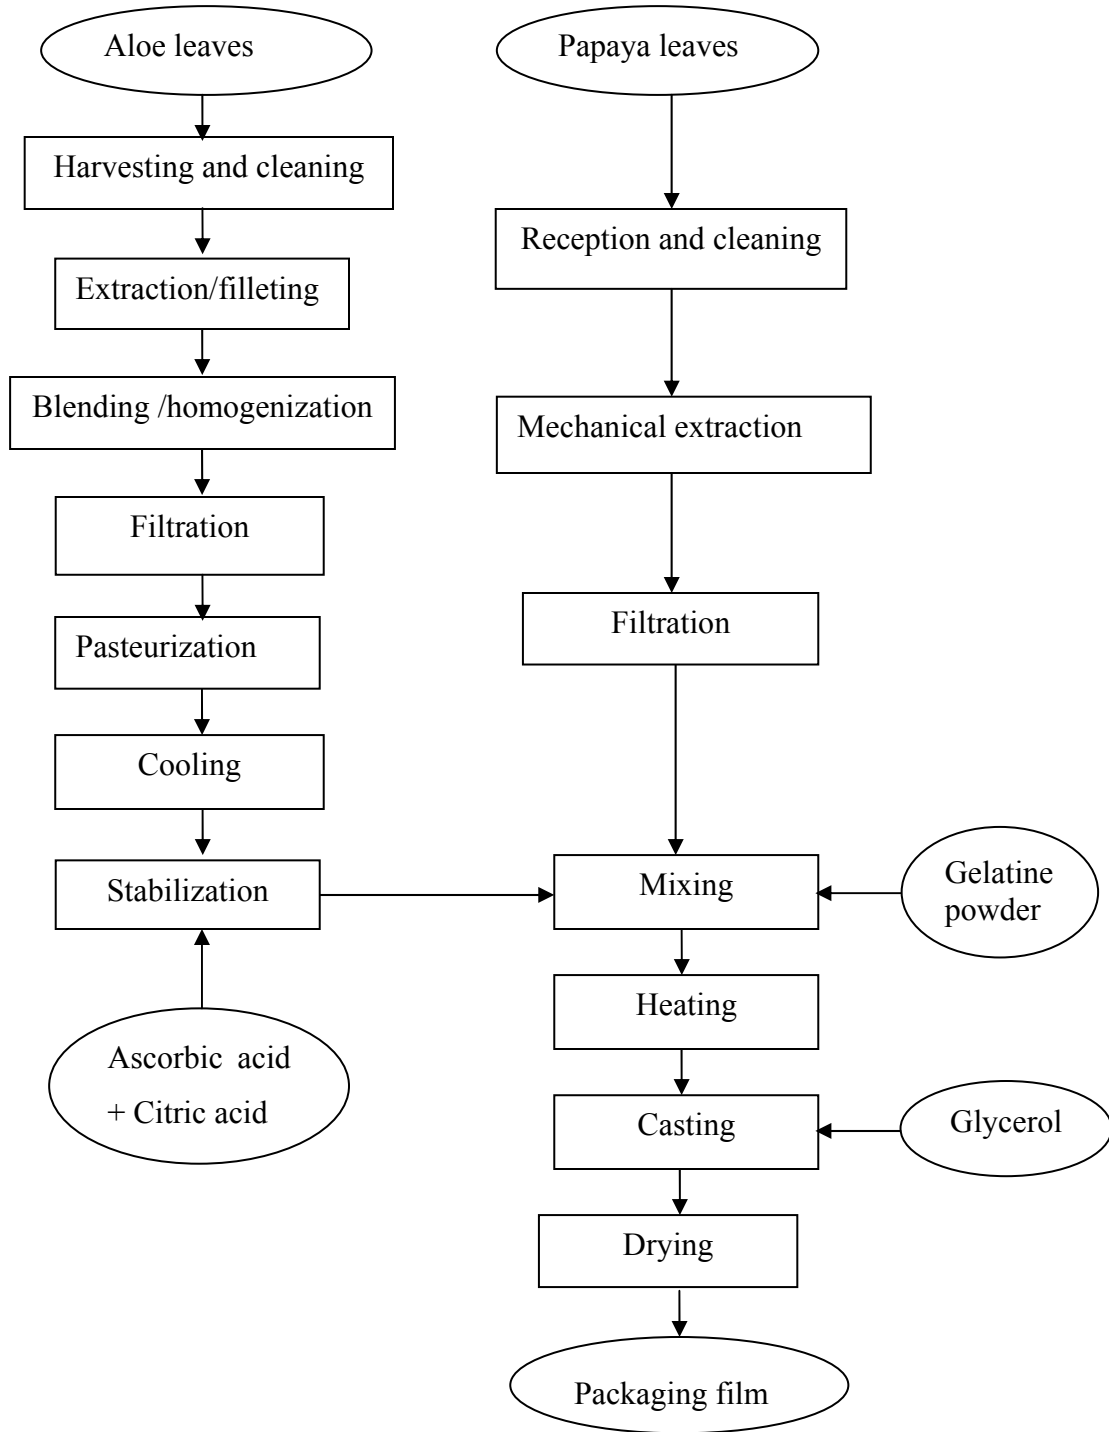 Aloe leaves
Papaya leaves
Harvesting and cleaning
Reception and cleaning
Extraction/filleting
Blending /homogenization
Mechanical extraction
Filtration
Filtration
Pasteurization
Cooling
Stabilization
Mixing
Gelatine
powder
Heating
Ascorbic  acid
+ Citric acid
Casting
Glycerol
Drying
Packaging film